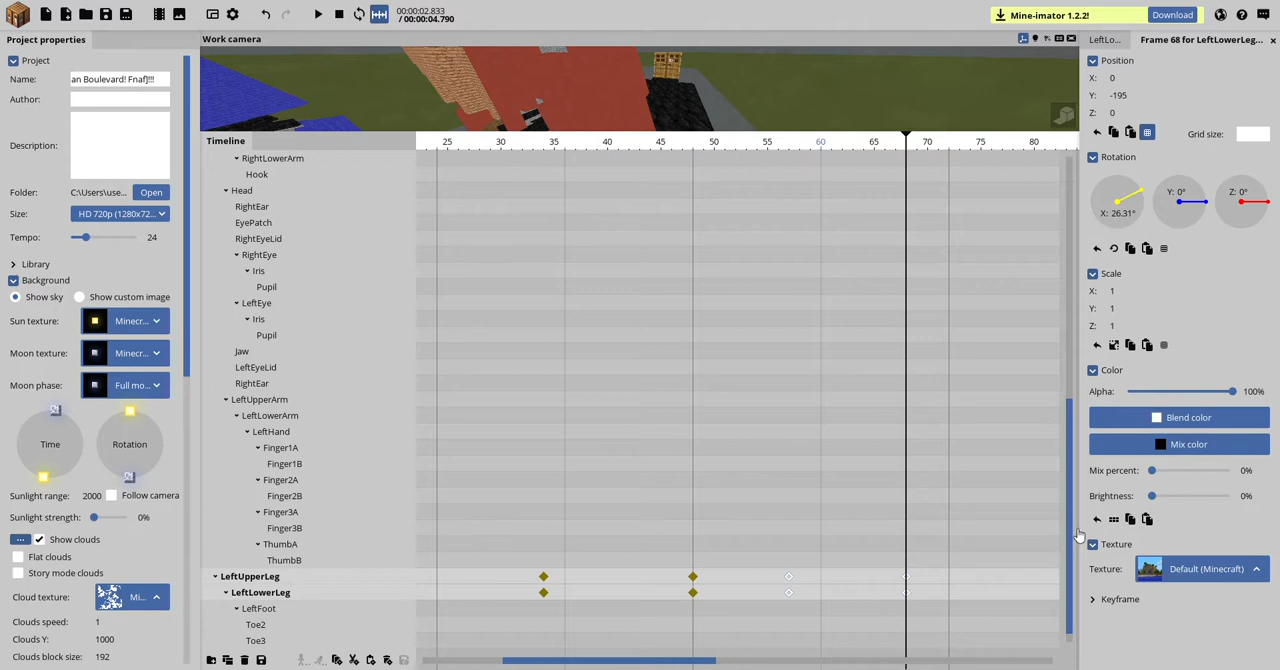 00:00:02.833
/ 00:00:04.790
Mine-imator 1.2.2!
Download
Project properties
Project
Name:
an Boulevard! Fnaf]!!!
Author:
Description:
Folder:
C:\Users\use...
Open
Size:
HD 720p (1280x72...
Tempo:
24
Library
Background
Show sky
Show custom image
Sun texture:
Minecr...
Moon texture:
Minecr...
Moon phase:
Full mo...
Time
Rotation
Sunlight range:
2000
Follow camera
Sunlight strength:
0%
...
Show clouds
Flat clouds
Story mode clouds
Cloud texture:
Mi...
Clouds speed:
1
Clouds Y:
1000
Clouds block size:
192
Work camera
Timeline
25
30
35
40
45
50
55
60
65
70
75
80
RightLowerArm
Hook
Head
RightEar
EyePatch
RightEyeLid
RightEye
Iris
Pupil
LeftEye
Iris
Pupil
Jaw
LeftEyeLid
RightEar
LeftUpperArm
LeftLowerArm
LeftHand
Finger1A
Finger1B
Finger2A
Finger2B
Finger3A
Finger3B
ThumbA
ThumbB
LeftUpperLeg
LeftLowerLeg
LeftFoot
Toe2
Toe3
LeftLo...
Frame 68 for LeftLowerLeg...
Position
X: 0
Y: -195
Z: 0
Grid size:
Rotation
X: 26.31°
Y: 0°
Z: 0°
Scale
X: 1
Y: 1
Z: 1
Color
Alpha:
100%
Blend color
Mix color
Mix percent:
0%
Brightness:
0%
Texture
Texture:
Default (Minecraft)
Keyframe